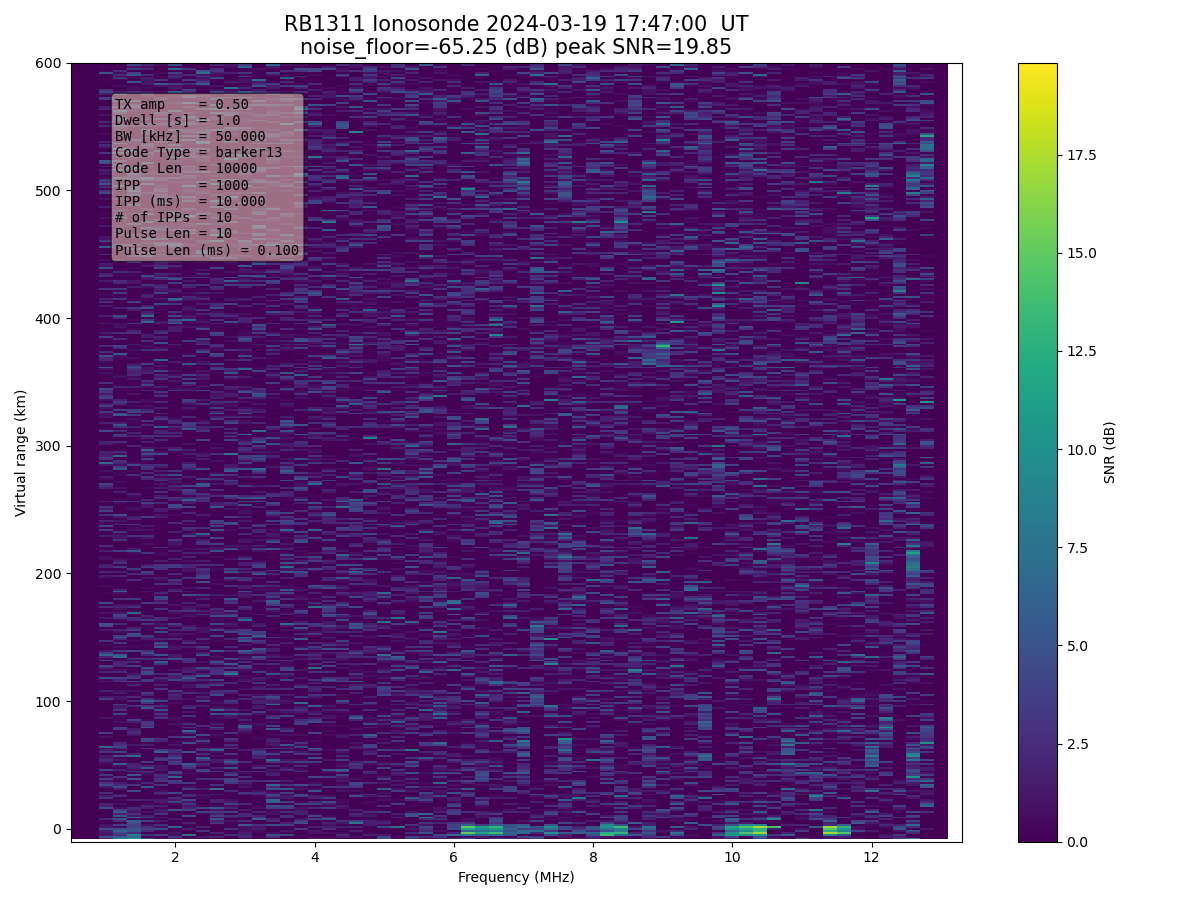 RB1311 Ionosonde 2024-03-19 17:47:00  UT
noise_floor=-65.25 (dB) peak SNR=19.85
TX amp    = 0.50
Dwell [s] = 1.0
BW [kHz]  = 50.000
Code Type = barker13
Code Len  = 10000
IPP       = 1000
IPP (ms)  = 10.000
# of IPPs = 10
Pulse Len = 10
Pulse Len (ms) = 0.100
600
500
400
300
200
100
0
Virtual range (km)
2
4
6
8
10
12
Frequency (MHz)
17.5
15.0
12.5
10.0
7.5
5.0
2.5
0.0
SNR (dB)